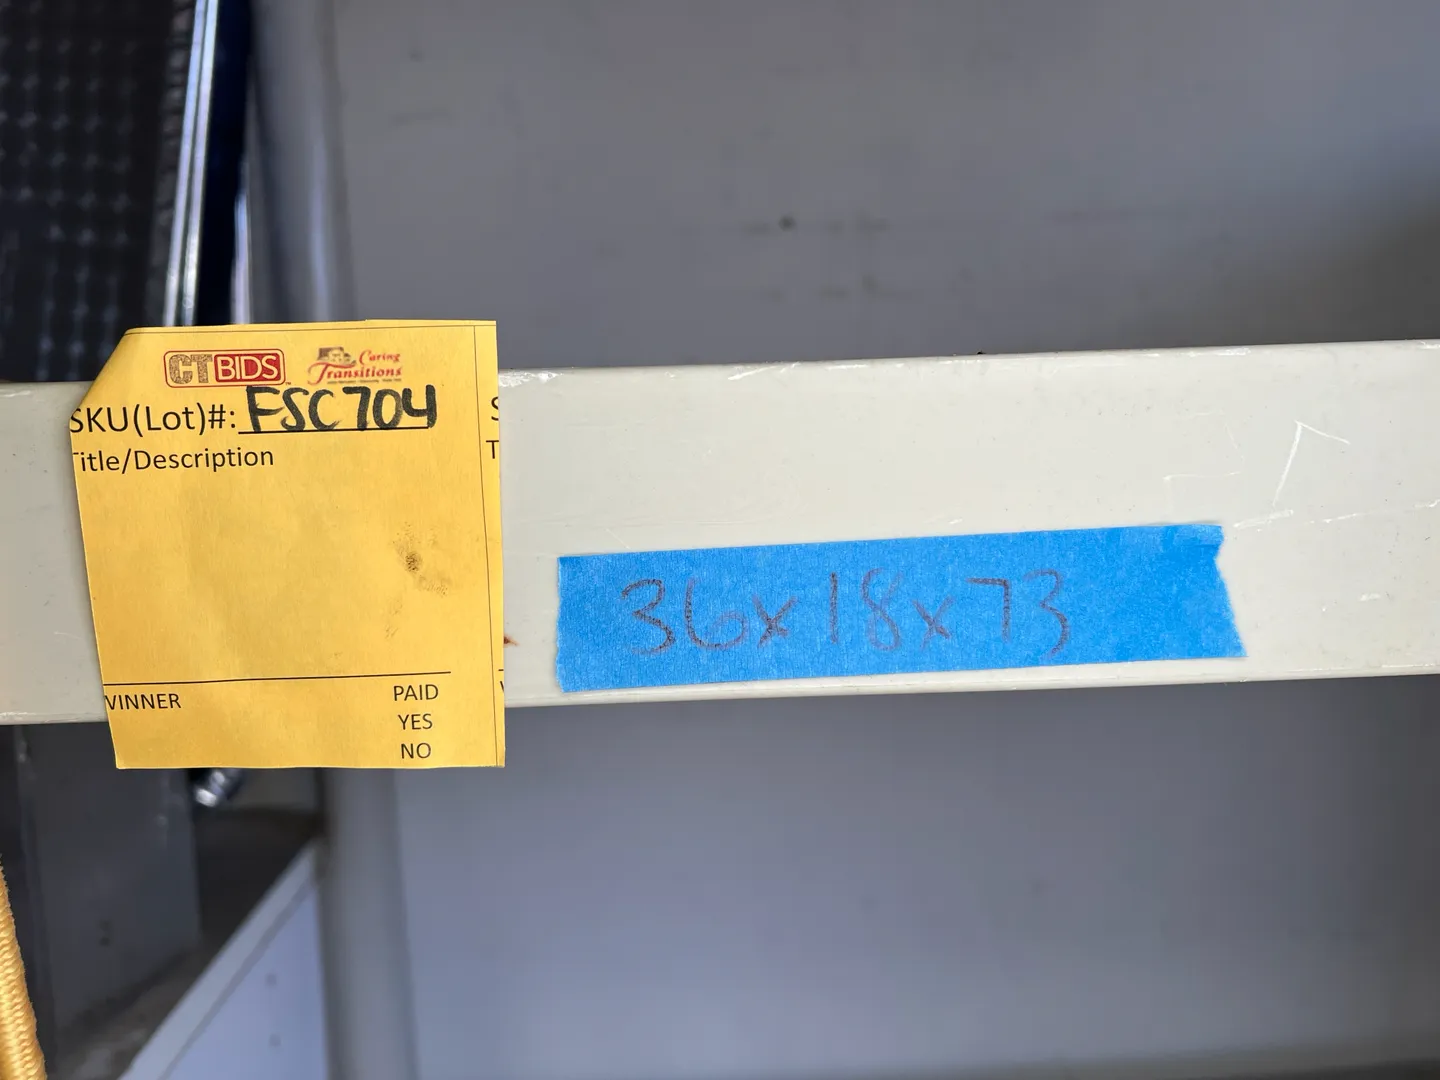 CTBIDS
Caring
Transitions
SKU(Lot)#: FSC704
Title/Description
WINNER
PAID
YES
NO
36x18x73